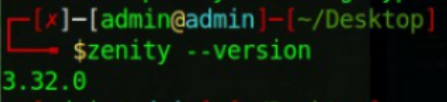 [✗]─[admin@admin]─[~/Desktop]
$zenity --version
3.32.0